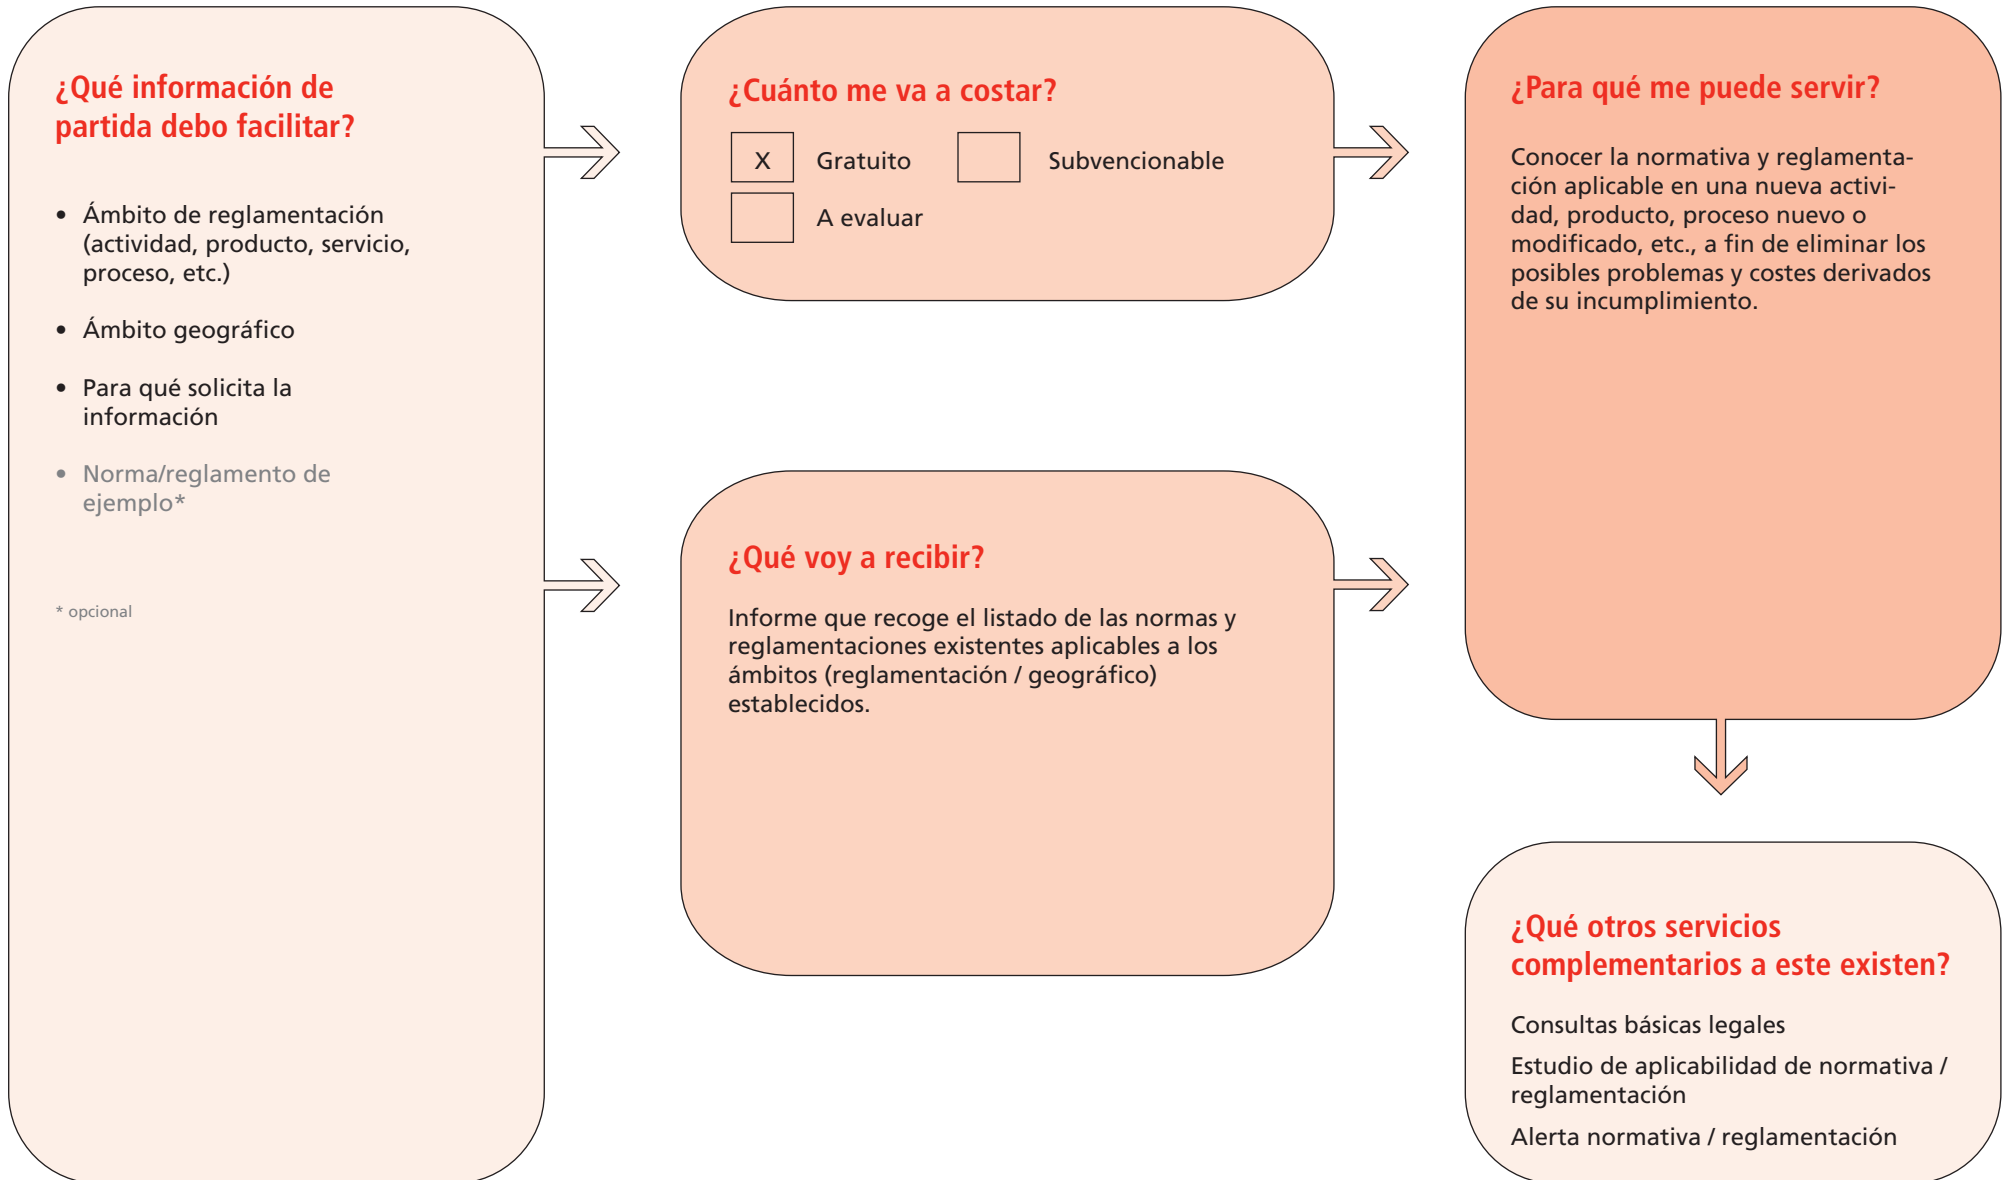 ¿Qué información de
partida debo facilitar?
• Ámbito de reglamentación
(actividad, producto, servicio,
proceso, etc.)
• Ámbito geográfico
• Para qué solicita la
información
• Norma/reglamento de
ejemplo*
* opcional
¿Cuánto me va a costar?
X Gratuito Subvencionable
A evaluar
¿Qué voy a recibir?
Informe que recoge el listado de las normas y
reglamentaciones existentes aplicables a los
ámbitos (reglamentación / geográfico)
establecidos.
¿Para qué me puede servir?
Conocer la normativa y reglamenta-
ción aplicable en una nueva activi-
dad, producto, proceso nuevo o
modificado, etc., a fin de eliminar los
posibles problemas y costes derivados
de su incumplimiento.
¿Qué otros servicios
complementarios a este existen?
Consultas básicas legales
Estudio de aplicabilidad de normativa /
reglamentación
Alerta normativa / reglamentación